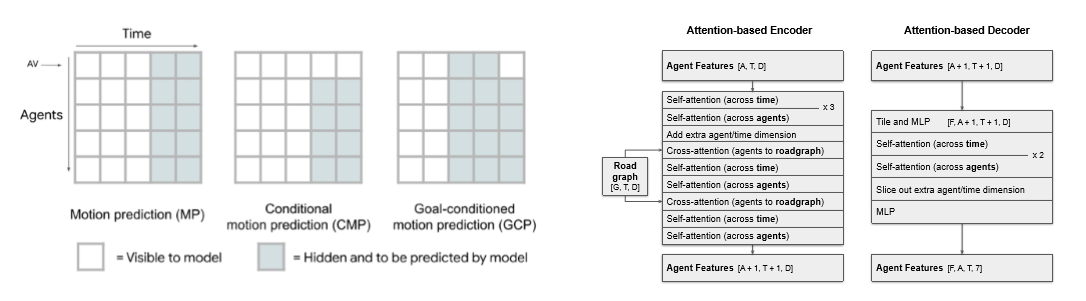 Time
AV
Agents
Motion prediction (MP)
Conditional
motion prediction (CMP)
Goal-conditioned
motion prediction (GCP)
= Visible to model
= Hidden and to be predicted by model
Attention-based Encoder
Agent Features [A, T, D]
Self-attention (across time)
x 3
Self-attention (across agents)
Add extra agent/time dimension
Cross-attention (agents to roadgraph)
Self-attention (across time)
Self-attention (across agents)
Cross-attention (agents to roadgraph)
Self-attention (across time)
Self-attention (across agents)
Agent Features [A + 1, T + 1, D]
Road
graph
[G, T, D]
Attention-based Decoder
Agent Features [A + 1, T + 1, D]
Tile and MLP [F, A + 1, T + 1, D]
Self-attention (across time)
x 2
Self-attention (across agents)
Slice out extra agent/time dimension
MLP
Agent Features [F, A, T, 7]